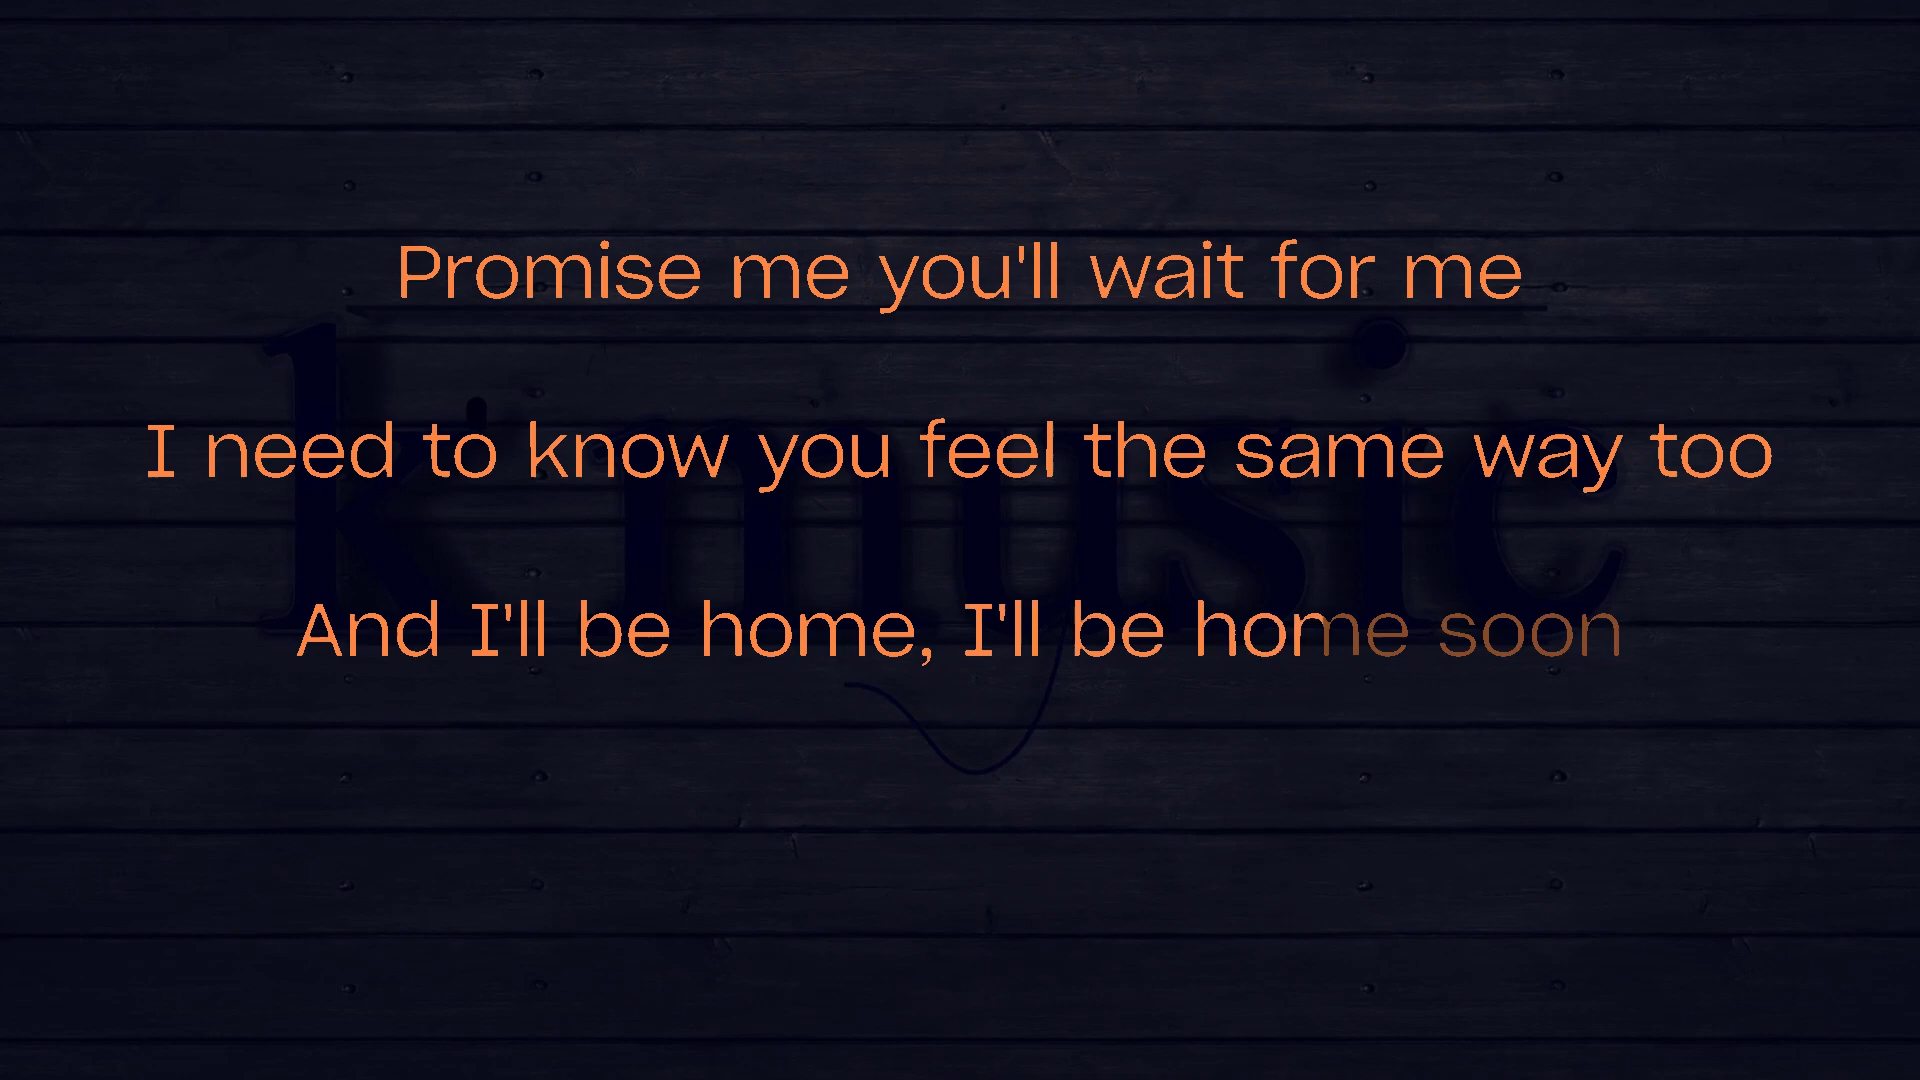 Promise me you'll wait for me
k'music
I need to know you feel the same way too
And I'll be home, I'll be home soon